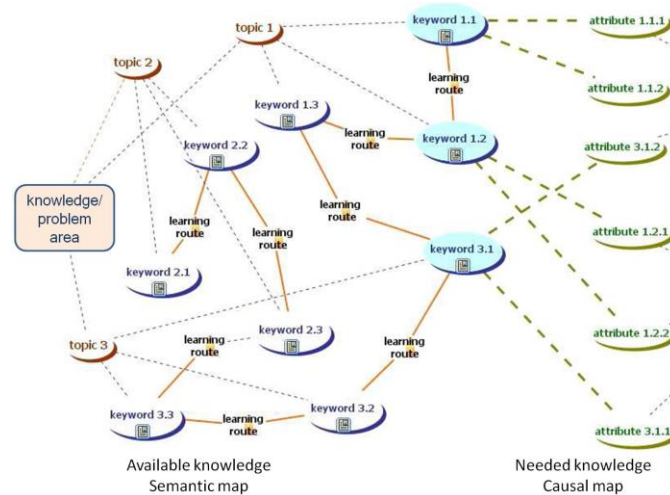 topic 1
keyword 1.1
attribute 1.1.1
topic 2
learning
route
attribute 1.1.2
keyword 1.3
keyword 2.2
learning
route
keyword 1.2
attribute 3.1.2
knowledge/
problem
area
learning
route
learning
route
learning
route
attribute 1.2.1
keyword 2.1
keyword 3.1
keyword 2.3
attribute 1.2.2
topic 3
learning
route
learning
route
keyword 3.3
learning
route
keyword 3.2
attribute 3.1.1
Available knowledge
Semantic map
Needed knowledge
Causal map